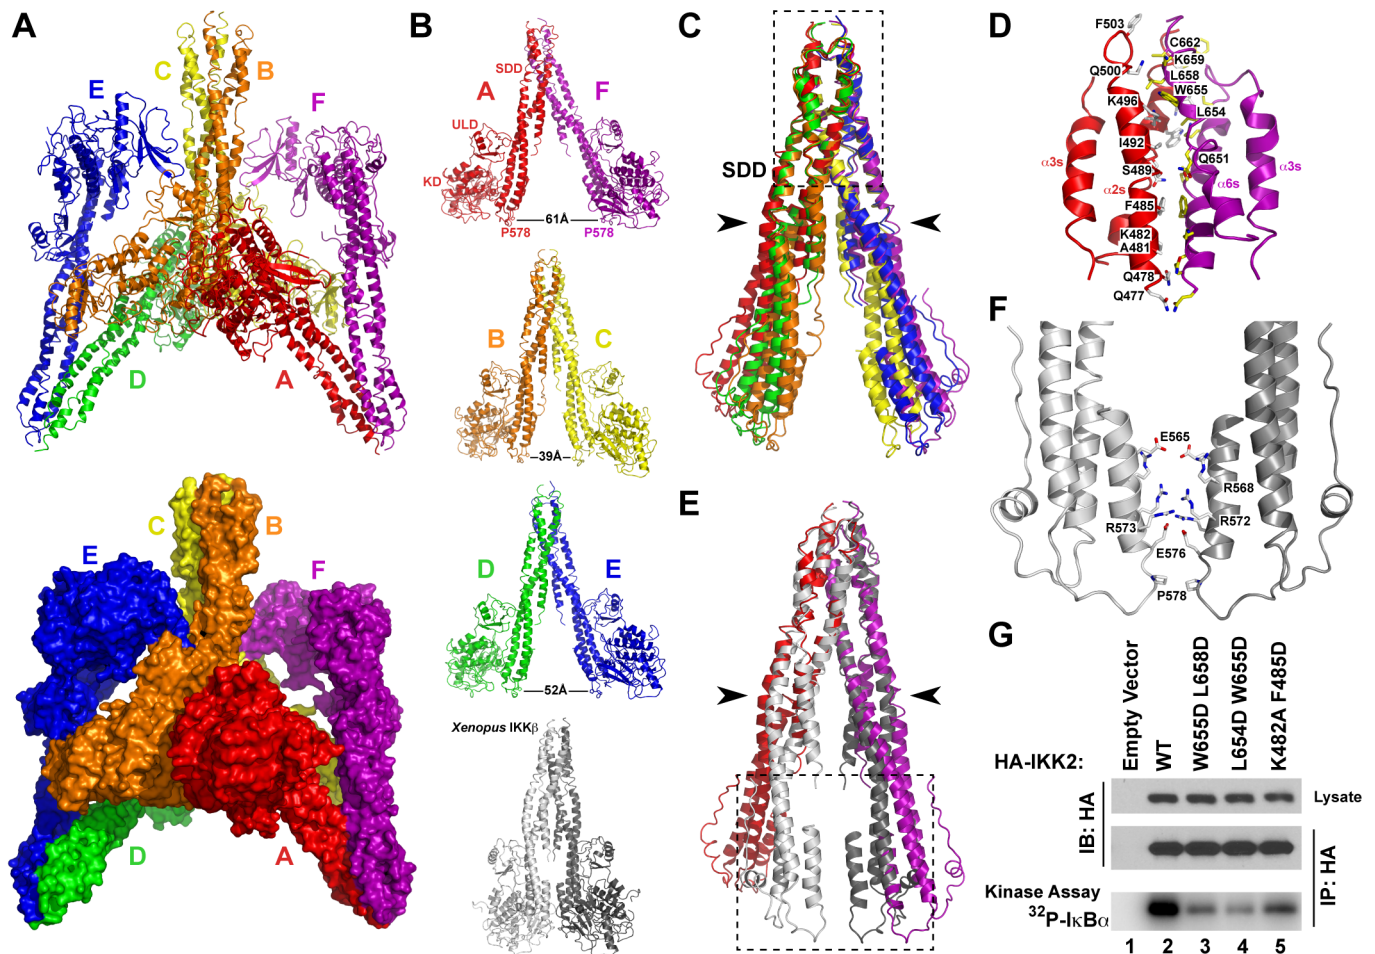 A
C
B
E
F
D
A
C
B
E
F
D
A
B
SDD
A
F
ULD
KD
61Å
P578
P578
B
C
39Å
D
E
52Å
Xenopus IKKβ
C
SDD
D
F503
C662
K659
Q500
L658
W655
K496
L654
I492
Q651
α3s
S489
α3s
α2s
α6s
F485
K482
A481
Q478
Q477
E
F
E565
R568
R573
R572
E576
P578
G
HA-IKK2:
Empty Vector
WT
W655D L658D
L654D W655D
K482A F485D
IB: HA
Lysate
IP: HA
Kinase Assay
³²P-IκBα
1 2 3 4 5